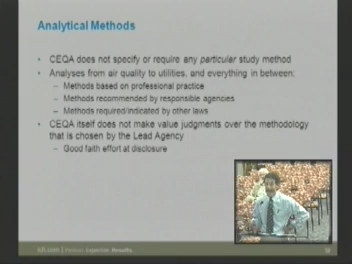 Analytical Methods
• CEQA does not specify or require any particular study method
• Analyses from air quality to utilities, and everything in between:
– Methods based on professional practice
– Methods recommended by responsible agencies
– Methods required/indicated by other laws
• CEQA itself does not make value judgments over the methodology
that is chosen by the Lead Agency
– Good faith effort at disclosure